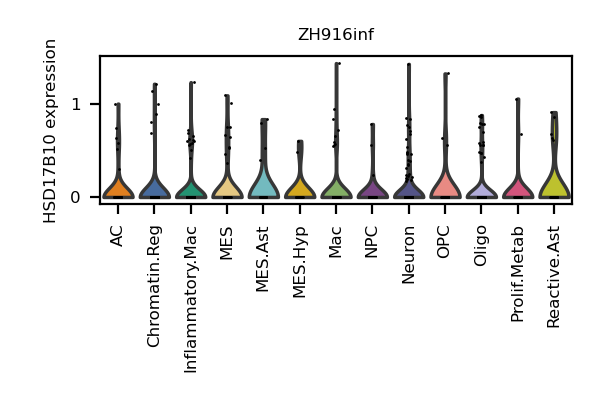 ZH916inf
HSD17B10 expression
1
0
AC
Chromatin.Reg
Inflammatory.Mac
MES
MES.Ast
MES.Hyp
Mac
NPC
Neuron
OPC
Oligo
Prolif.Metab
Reactive.Ast